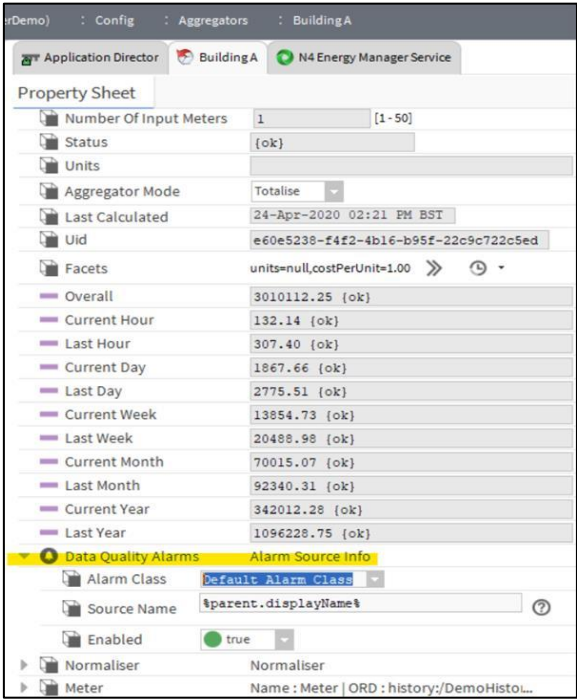 erDemo) : Config : Aggregators : Building A
Application Director Building A N4 Energy Manager Service
Property Sheet
Number Of Input Meters 1 [1 - 50]
Status {ok}
Units
Aggregator Mode Totalise
Last Calculated 24-Apr-2020 02:21 PM BST
Uid e60e5238-f4f2-4b16-b95f-22c9c722c5ed
Facets units=null,costPerUnit=1.00
Overall 3010112.25 {ok}
Current Hour 132.14 {ok}
Last Hour 307.40 {ok}
Current Day 1867.66 {ok}
Last Day 2775.51 {ok}
Current Week 13854.73 {ok}
Last Week 20488.98 {ok}
Current Month 70015.07 {ok}
Last Month 92340.31 {ok}
Current Year 342012.28 {ok}
Last Year 1096228.75 {ok}
Data Quality Alarms Alarm Source Info
Alarm Class Default Alarm Class
Source Name %parent.displayName%
Enabled true
Normaliser Normaliser
Meter Name : Meter | ORD : history:/DemoHistou...